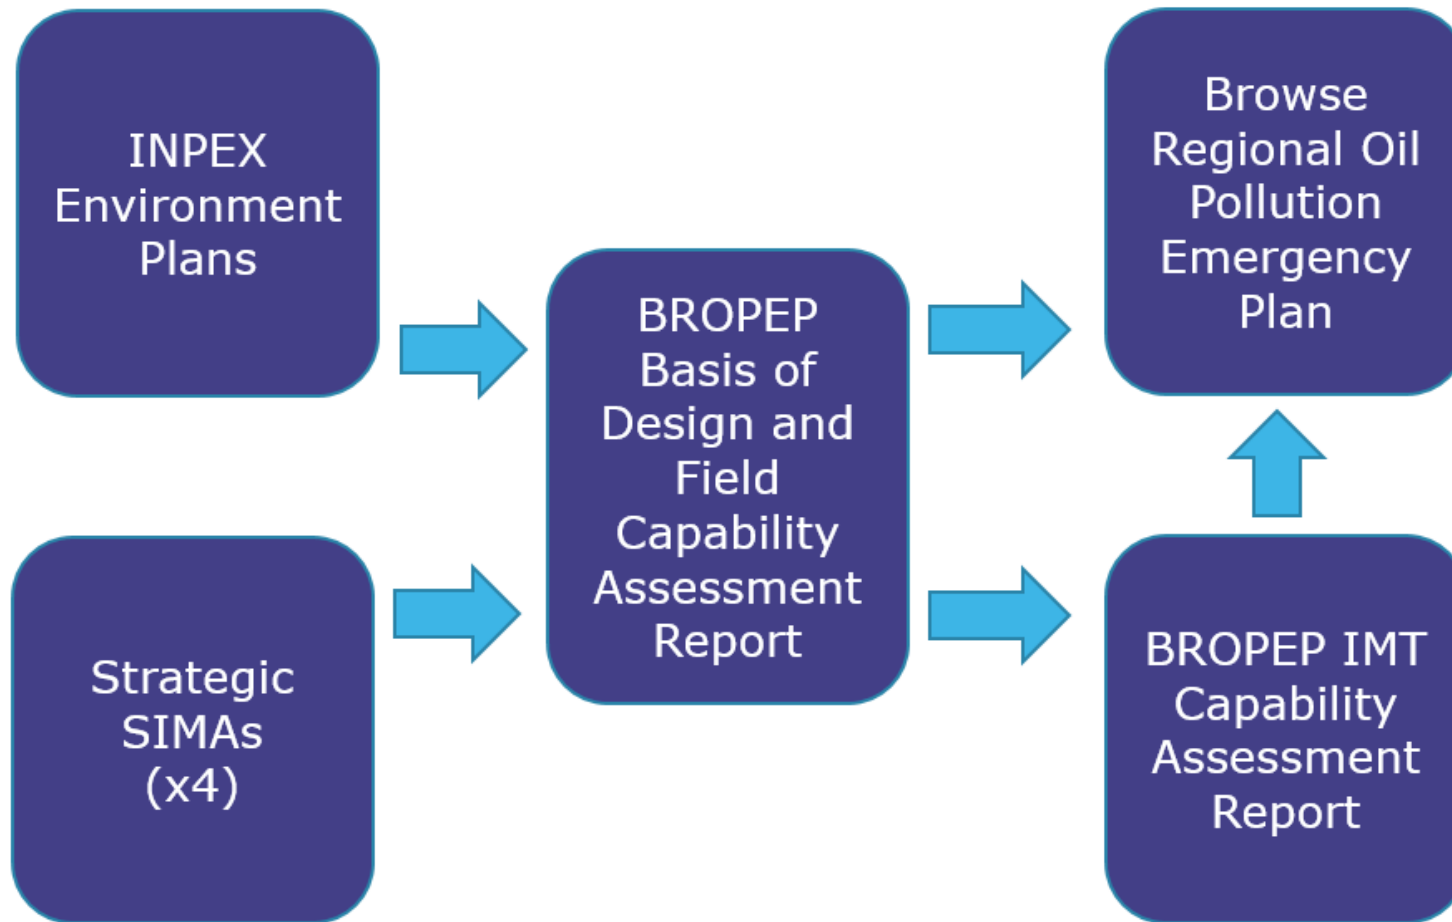 INPEX
Environment
Plans
Strategic
SIMAs
(x4)
BROPEP
Basis of
Design and
Field
Capability
Assessment
Report
Browse
Regional Oil
Pollution
Emergency
Plan
BROPEP IMT
Capability
Assessment
Report